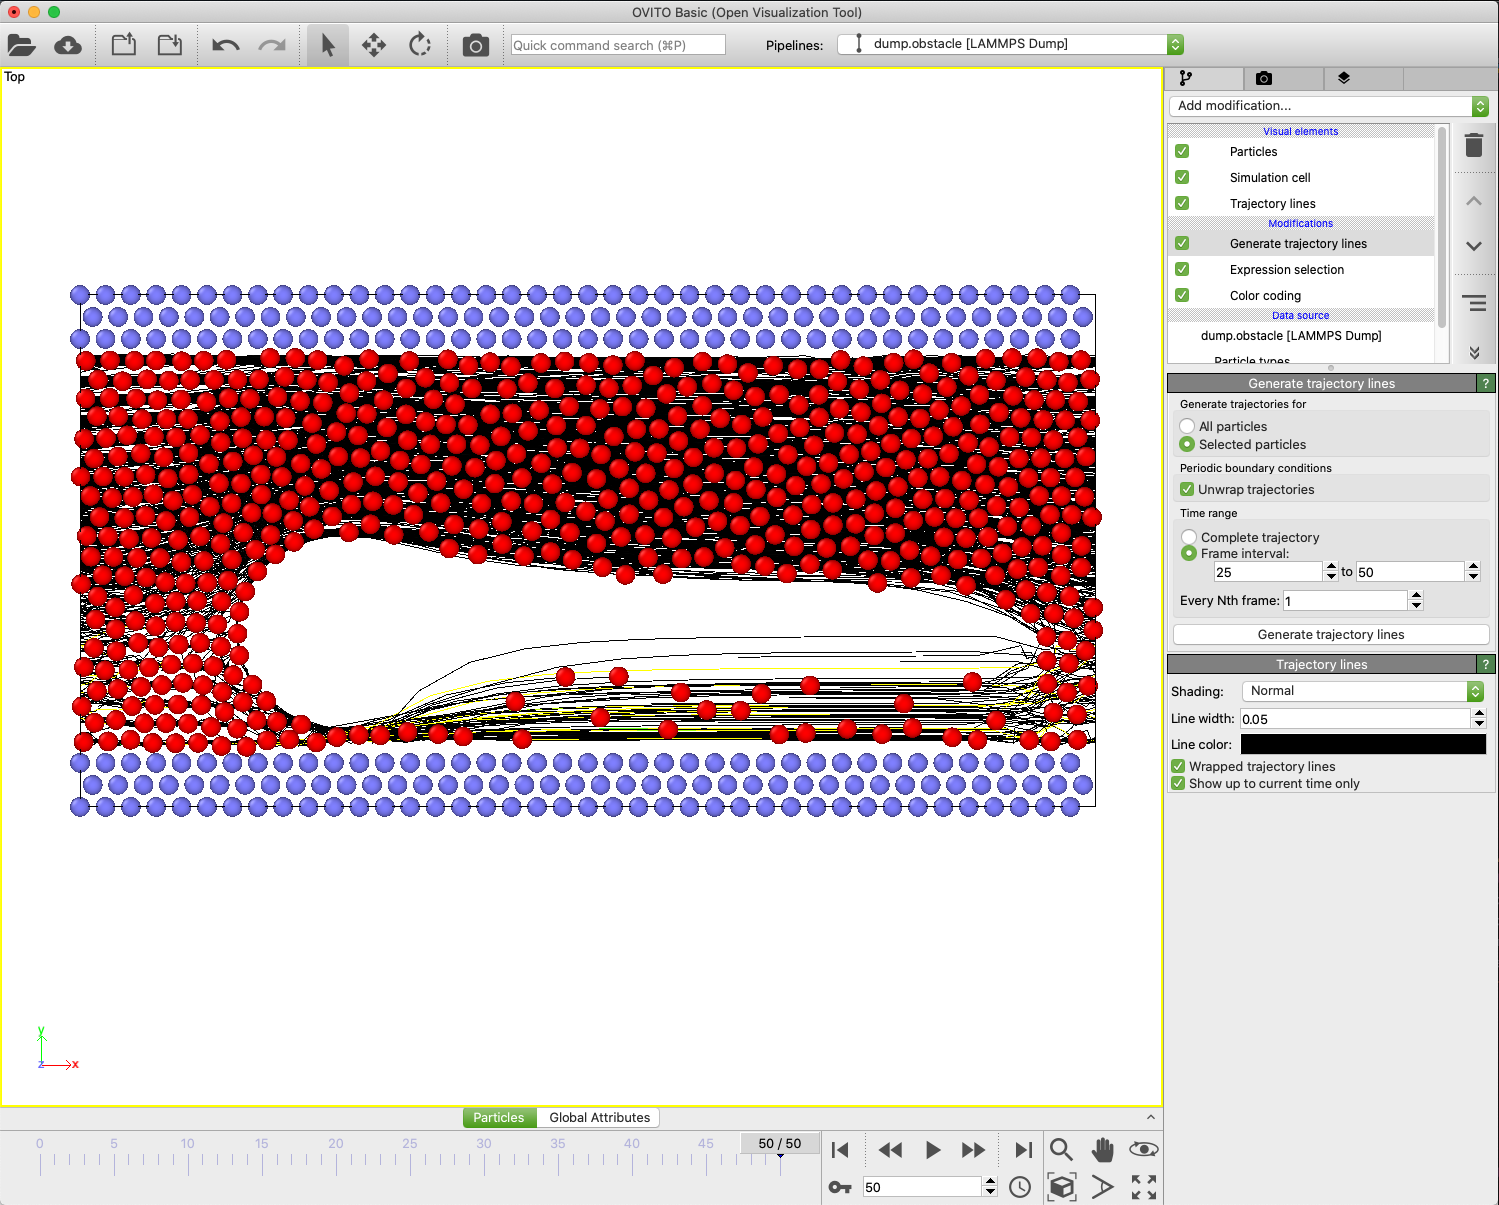 OVITO Basic (Open Visualization Tool)
Quick command search (⌘P)
Pipelines:
dump.obstacle [LAMMPS Dump]
Top
Add modification...
Visual elements
Particles
Simulation cell
Trajectory lines
Modifications
Generate trajectory lines
Expression selection
Color coding
Data source
dump.obstacle [LAMMPS Dump]
Particle types
Generate trajectory lines
?
Generate trajectories for
All particles
Selected particles
Periodic boundary conditions
Unwrap trajectories
Time range
Complete trajectory
Frame interval:
25 to 50
Every Nth frame: 1
Generate trajectory lines
Trajectory lines
?
Shading: Normal
Line width: 0.05
Line color:
Wrapped trajectory lines
Show up to current time only
y
z x
Particles Global Attributes
0 5 10 15 20 25 30 35 40 45 50 / 50
50